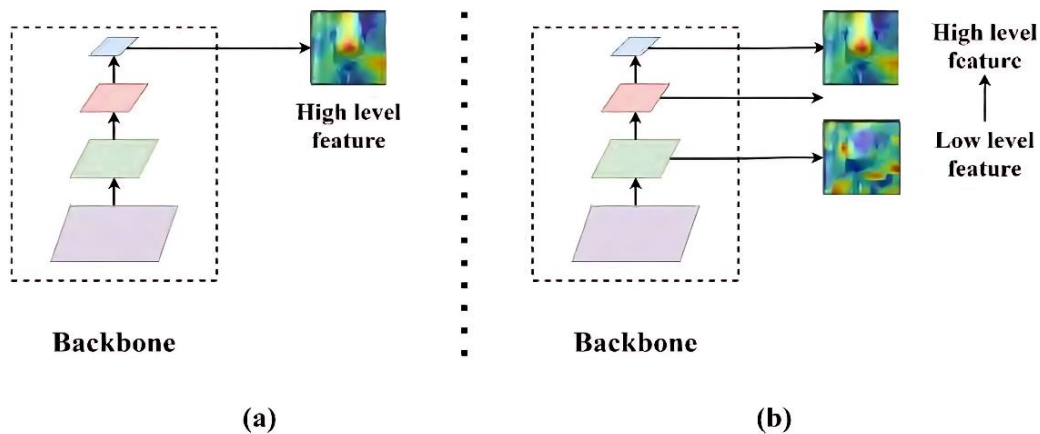 High level
feature
Backbone
(a)
High level
feature
Low level
feature
Backbone
(b)